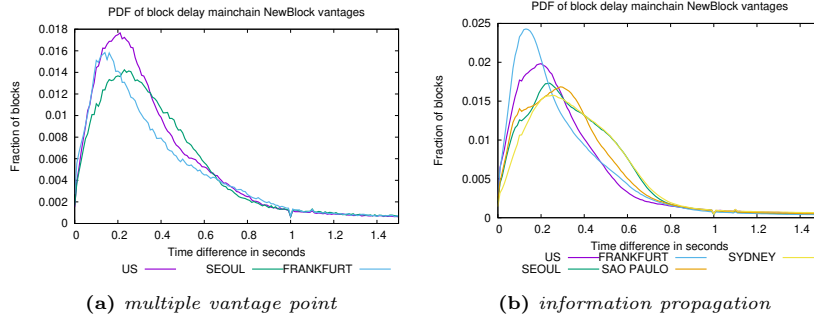 PDF of block delay mainchain NewBlock vantages
Fraction of blocks
0.018
0.016
0.014
0.012
0.01
0.008
0.006
0.004
0.002
0
0 0.2 0.4 0.6 0.8 1 1.2 1.4
Time difference in seconds
US SEOUL FRANKFURT
(a) multiple vantage point
PDF of block delay mainchain NewBlock vantages
Fraction of blocks
0.025
0.02
0.015
0.01
0.005
0
0 0.2 0.4 0.6 0.8 1 1.2 1.4
Time difference in seconds
US FRANKFURT SYDNEY
SEOUL SAO PAULO
(b) information propagation